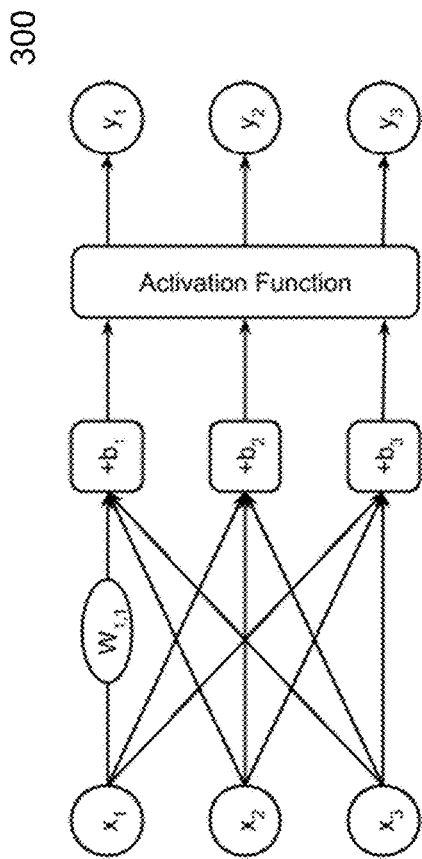 300
y₁
y₂
y₃
Activation Function
+b₁
+b₂
+b₃
W₁,₁
x₁
x₂
x₃